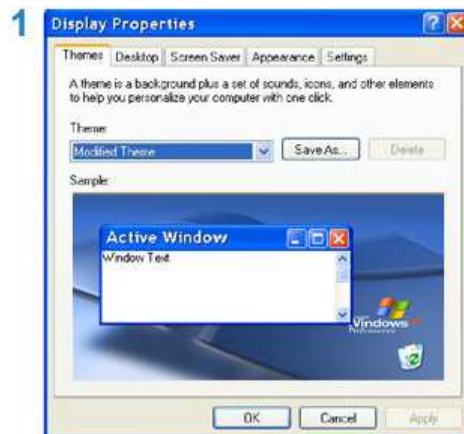 1
Display Properties
Themes Desktop Screen Saver Appearance Settings
A theme is a background plus a set of sounds, icons, and other elements
to help you personalize your computer with one click.
Theme:
Modified Theme Save As... Delete
Sample:
Active Window
Window Text
Windows
Professional
OK Cancel Apply